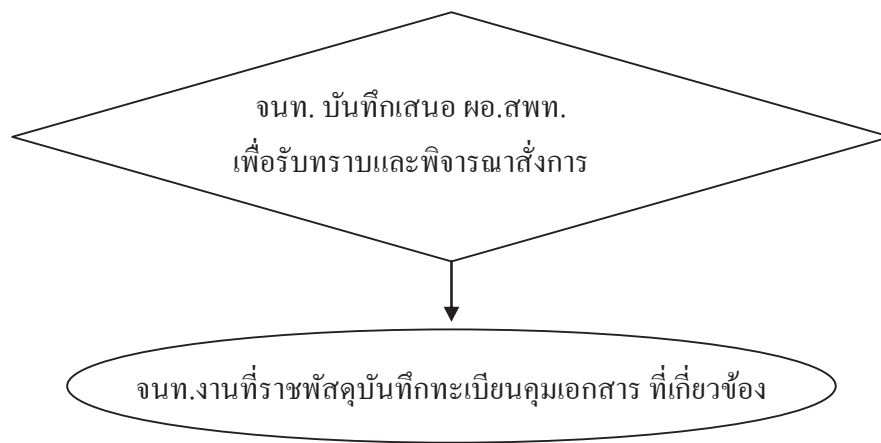 จนท. บันทึกเสนอ ผอ.สพท.
เพื่อรับทราบและพิจารณาสั่งการ
จนท.งานที่ราชพัสดุบันทึกทะเบียนคุมเอกสาร ที่เกี่ยวข้อง